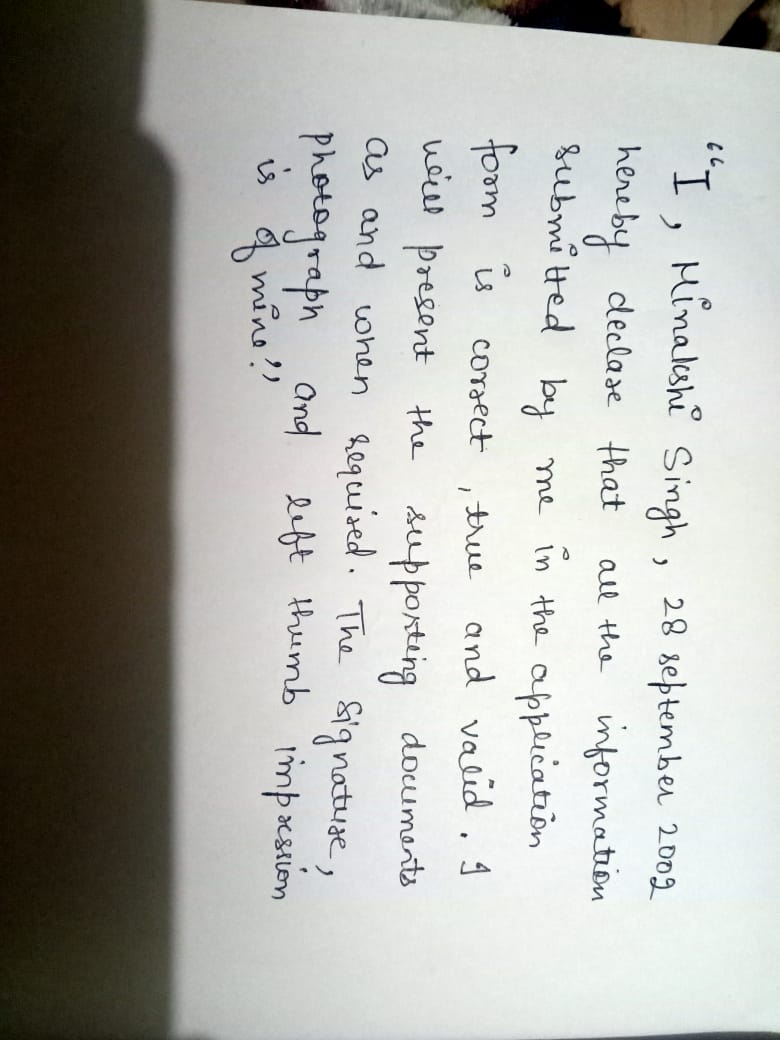 "I, Minakshi Singh, 28 september 2002
hereby declare that all the information
submitted by me in the application
form is correct, true and valid. I
will present the supporting documents
as and when required. The signature,
photograph and left thumb impression
is of mine."